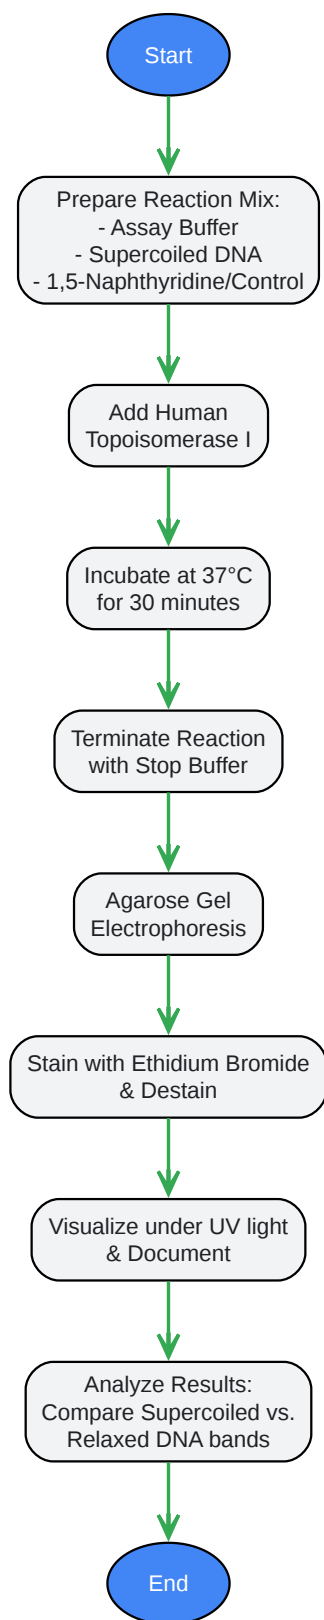 Start
Prepare Reaction Mix:
- Assay Buffer
- Supercoiled DNA
- 1,5-Naphthyridine/Control
Add Human
Topoisomerase I
Incubate at 37°C
for 30 minutes
Terminate Reaction
with Stop Buffer
Agarose Gel
Electrophoresis
Stain with Ethidium Bromide
& Destain
Visualize under UV light
& Document
Analyze Results:
Compare Supercoiled vs.
Relaxed DNA bands
End